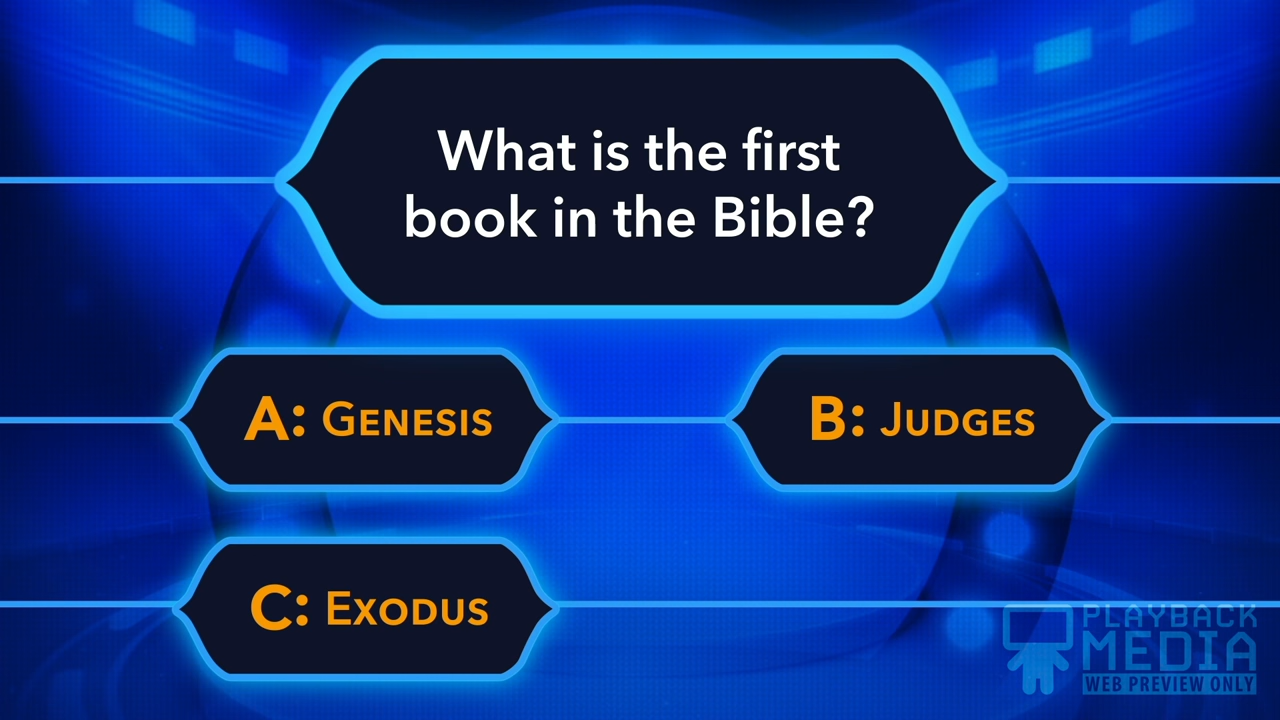 What is the first
book in the Bible?
A: Genesis
B: Judges
C: Exodus
PLAYBACK
MEDIA
WEB PREVIEW ONLY